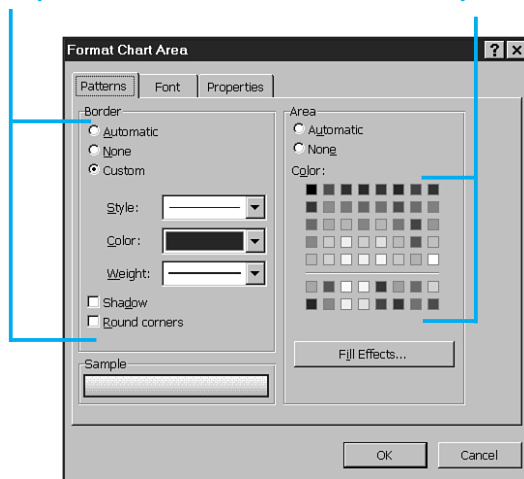 Format Chart Area
Patterns Font Properties
Border
Automatic
None
Custom
Style:
Color:
Weight:
Shadow
Round corners
Sample
Area
Automatic
None
Color:
Fill Effects...
OK Cancel